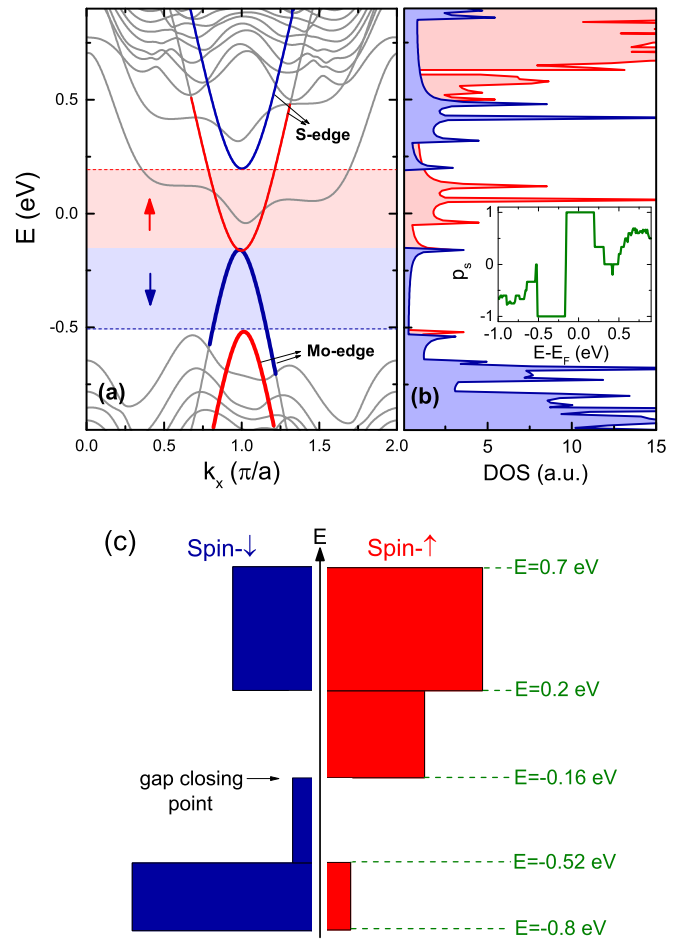 0.5
0.0
-0.5
E (eV)
S-edge
↑
↓
Mo-edge
(a)
0.0 0.5 1.0 1.5 2.0
kₓ (π/a)
1
0
-1
pₛ
-1.0 -0.5 0.0 0.5
E-E_F (eV)
(b)
5 10 15
DOS (a.u.)
(c)
E
Spin-↓ Spin-↑
E=0.7 eV
E=0.2 eV
gap closing
point
E=-0.16 eV
E=-0.52 eV
E=-0.8 eV